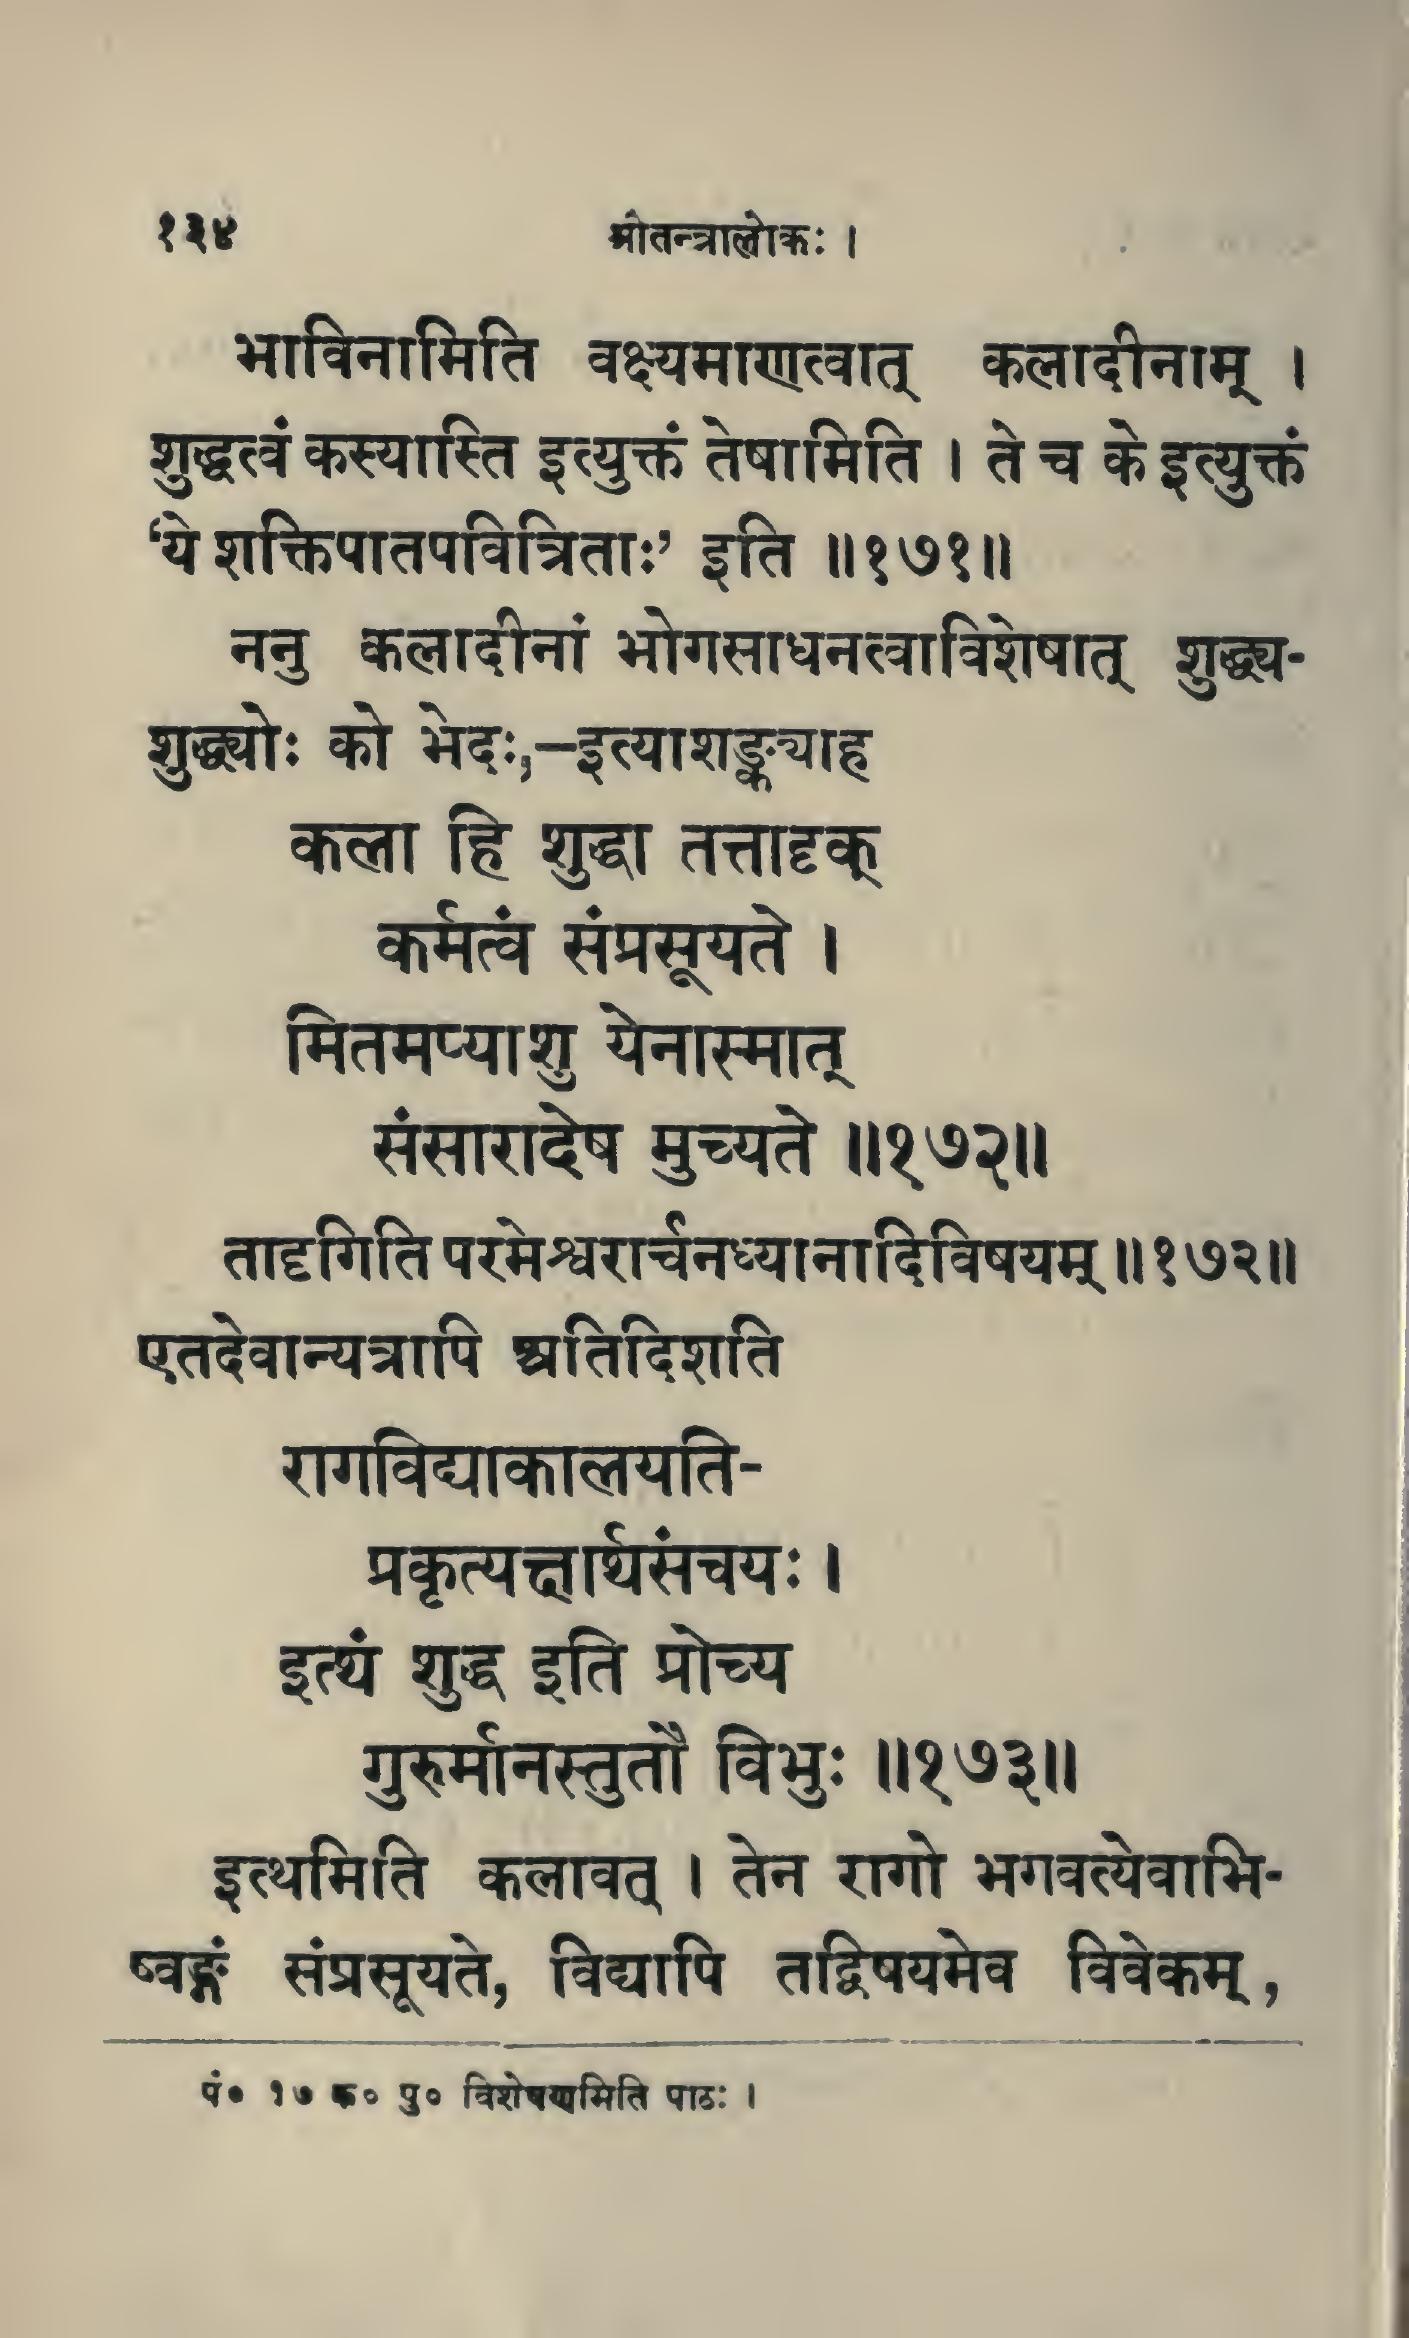 १३४ श्रीतन्त्रालोकः ।
भाविनामिति वक्ष्यमाणत्वात् कलादीनाम् ।
शुद्धत्वं कस्यास्ति इत्युक्तं तेषामिति । ते च के इत्युक्तं
‘ये शक्तिपातपवित्रिताः’ इति ॥१७१॥
ननु कलादीनां भोगसाधनत्वाविशेषात् शुद्ध्य-
शुद्ध्योः को भेदः,—इत्याशङ्क्याह
कला हि शुद्धा तत्तादृक्
कर्मत्वं संप्रसूयते ।
मितमप्याशु येनास्मात्
संसारादेष मुच्यते ॥१७२॥
तादृगिति परमेश्वरार्चनध्यानादिविषयम् ॥१७२॥
एतदेवान्यत्रापि अतिदिशति
रागविद्याकालयति-
प्रकृत्यक्षार्थसंचयः ।
इत्थं शुद्ध इति प्रोच्य
गुरुर्मानस्तुतौ विभुः ॥१७३॥
इत्थमिति कलावत् । तेन रागो भगवत्येवाभि-
ष्वङ्गं संप्रसूयते, विद्यापि तद्विषयमेव विवेकम् ,
पं० १७ क० पु० विशेषणमिति पाठः ।